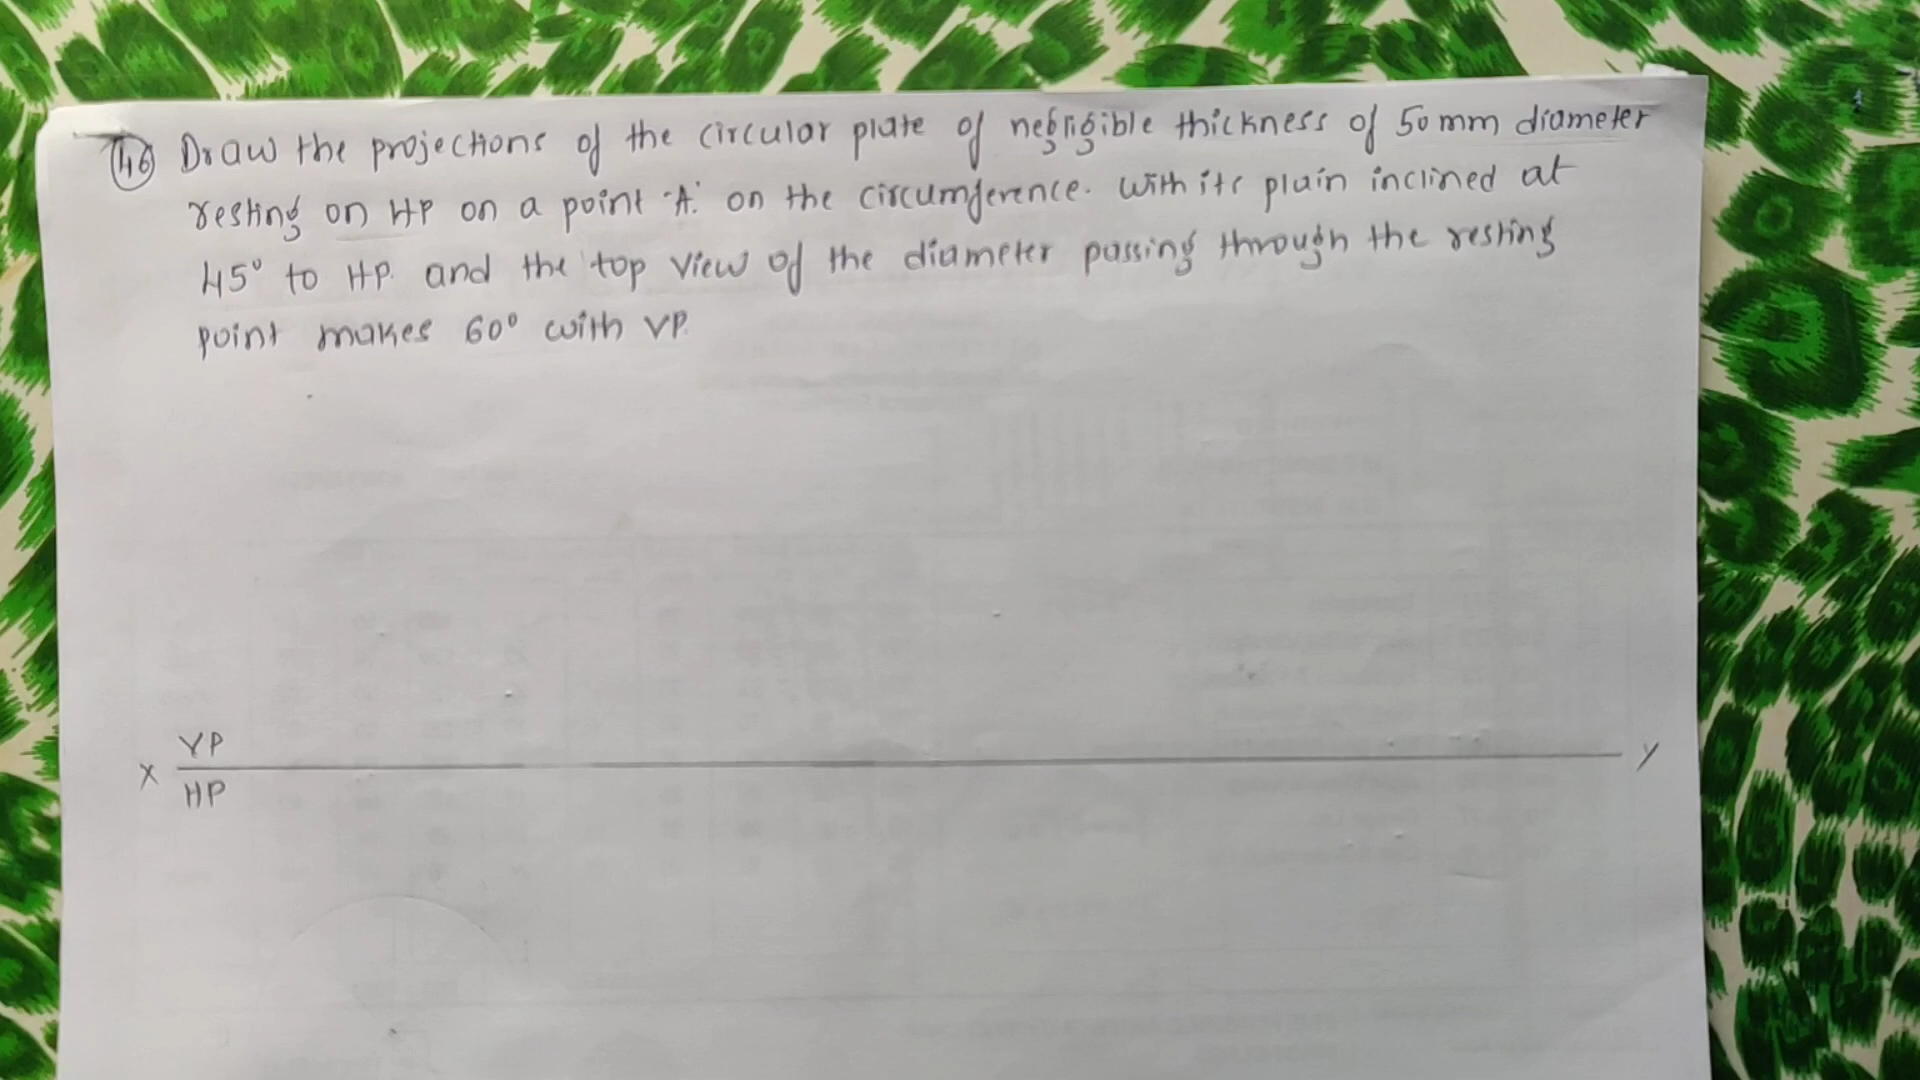 46 Draw the projections of the circular plate of negligible thickness of 50 mm diameter
resting on HP on a point 'A' on the circumference. With its plain inclined at
45° to HP. and the top view of the diameter passing through the resting
point makes 60° with VP.
VP
X Y
HP